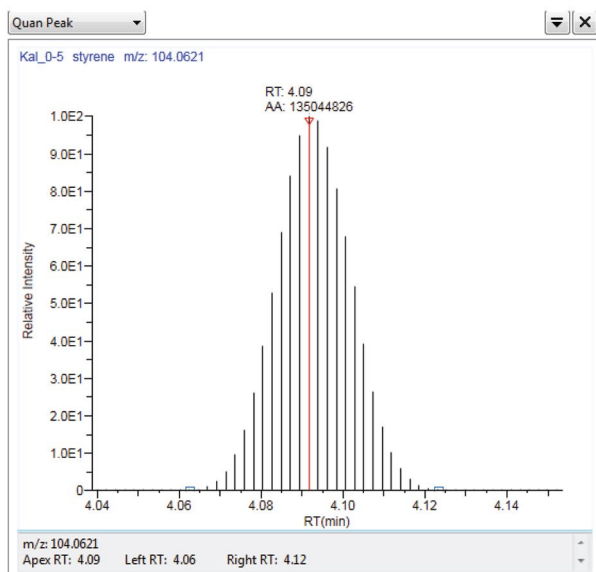 Quan Peak
Kal_0-5 styrene m/z: 104.0621
RT: 4.09
AA: 135044826
1.0E2
9.0E1
8.0E1
7.0E1
6.0E1
5.0E1
4.0E1
3.0E1
2.0E1
1.0E1
0
Relative Intensity
4.04 4.06 4.08 4.10 4.12 4.14
RT(min)
m/z: 104.0621
Apex RT: 4.09 Left RT: 4.06 Right RT: 4.12